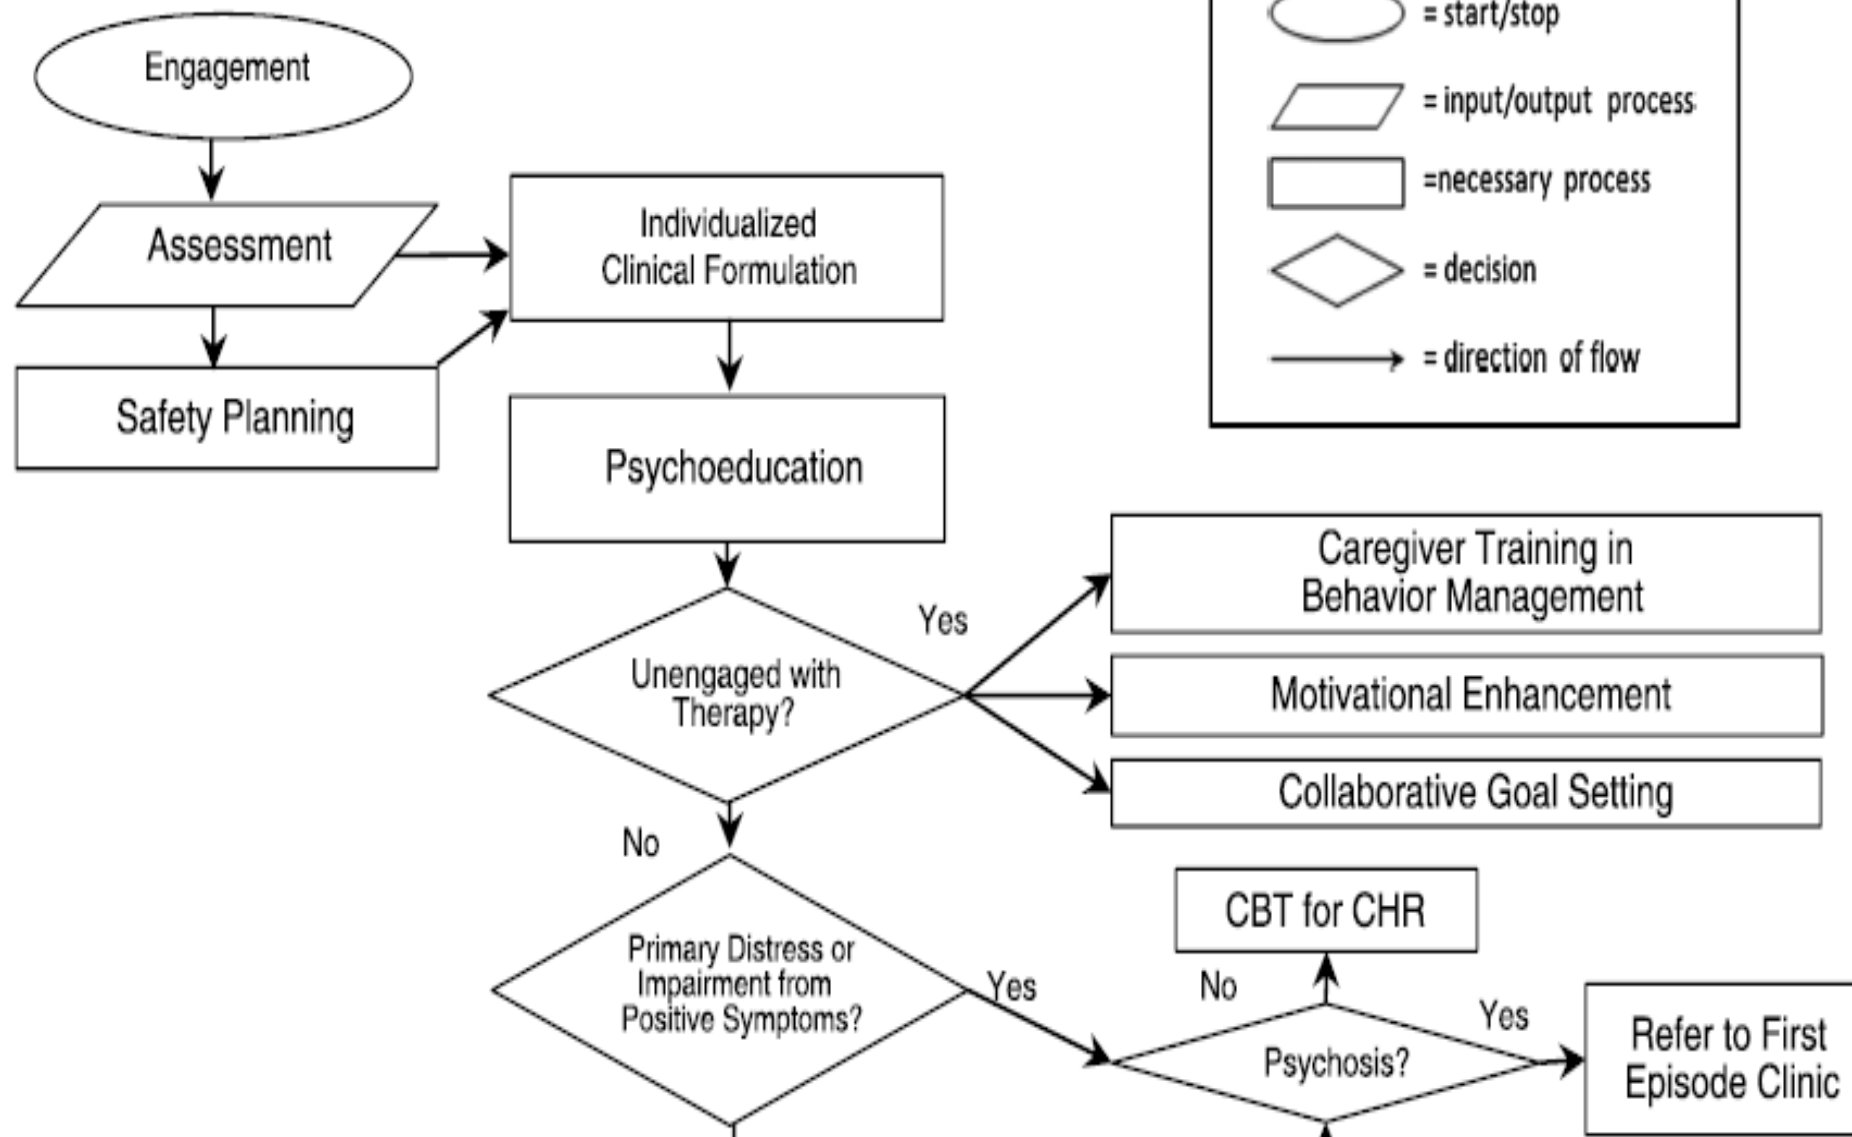 Engagement
Assessment
Safety Planning
Individualized
Clinical Formulation
Psychoeducation
= start/stop
= input/output process
=necessary process
= decision
= direction of flow
Unengaged with
Therapy?
Yes
Caregiver Training in
Behavior Management
Motivational Enhancement
Collaborative Goal Setting
No
Primary Distress or
Impairment from
Positive Symptoms?
Yes
CBT for CHR
No
Psychosis?
Yes
Refer to First
Episode Clinic